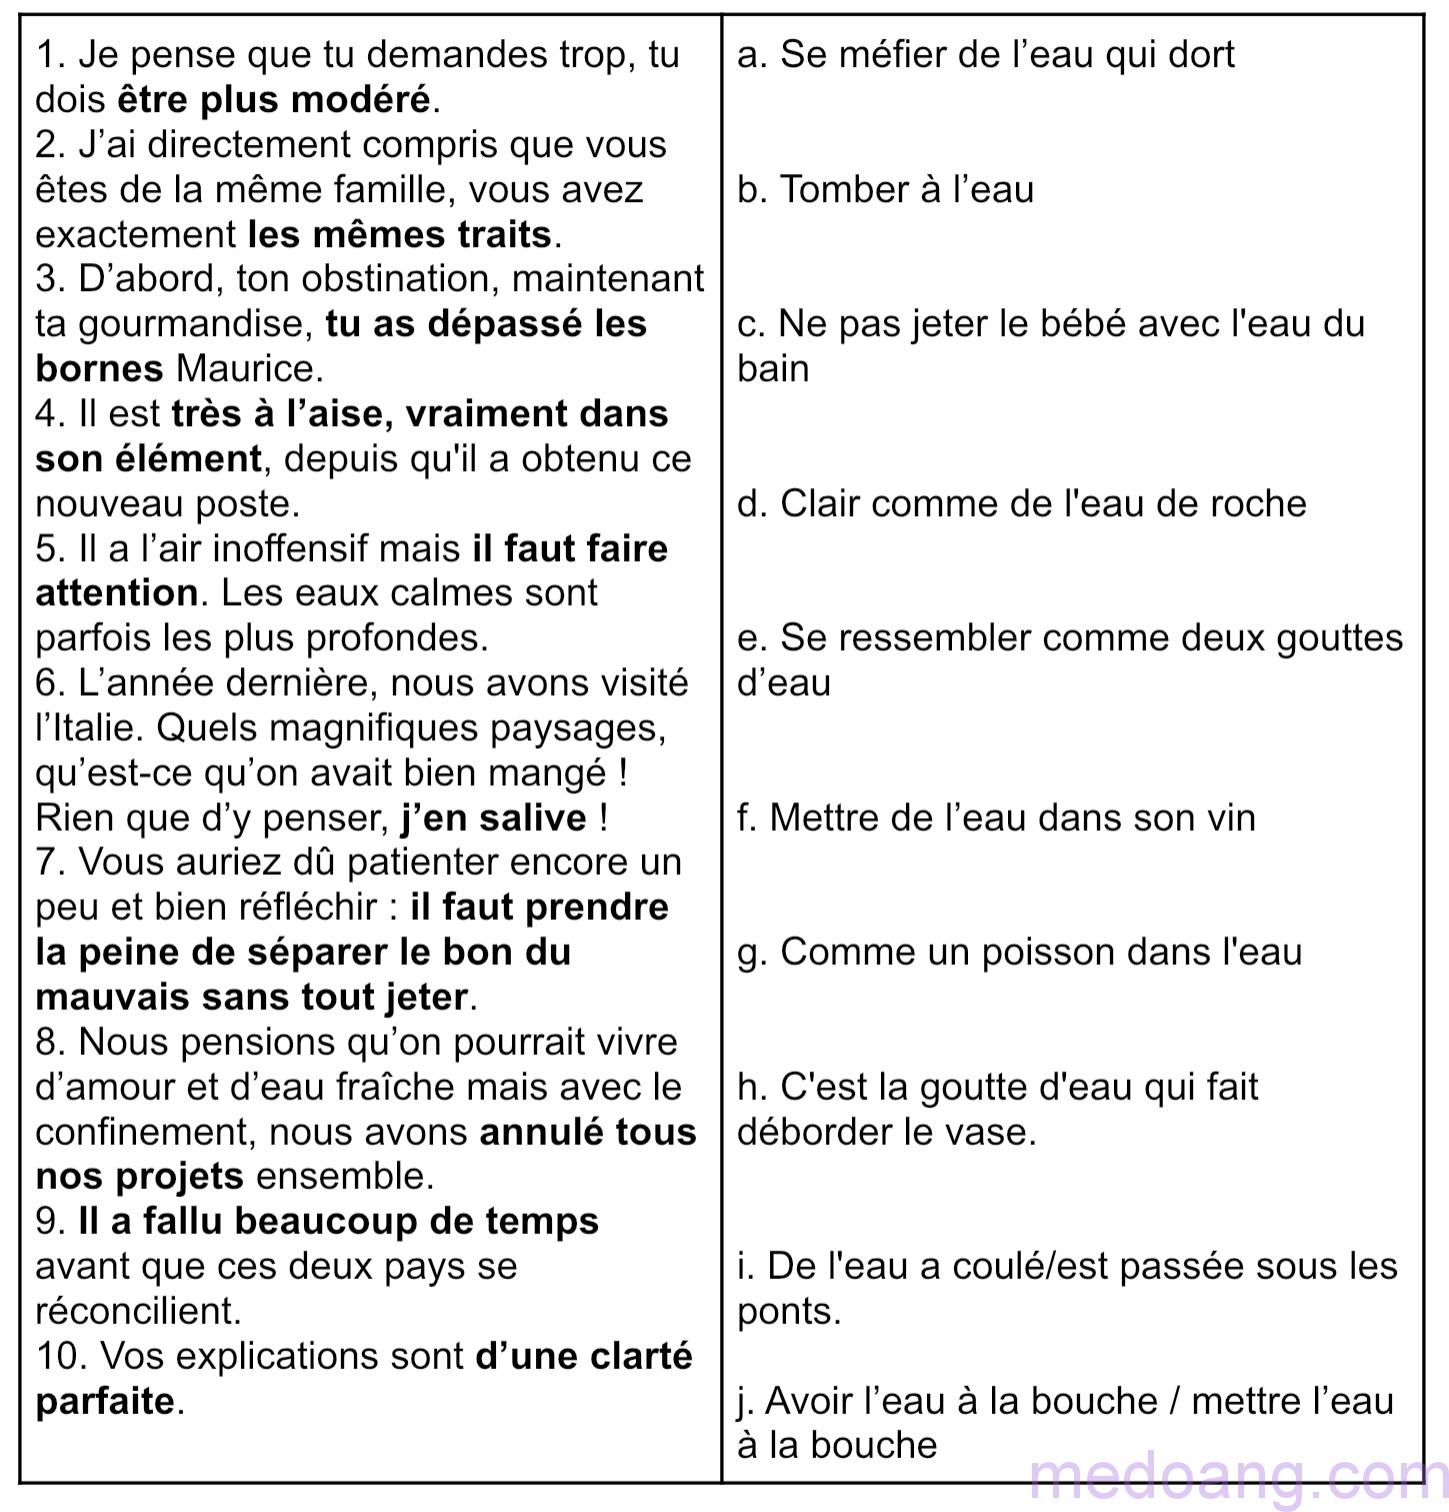 1. Je pense que tu demandes trop, tu
dois être plus modéré.
2. J’ai directement compris que vous
êtes de la même famille, vous avez
exactement les mêmes traits.
3. D’abord, ton obstination, maintenant
ta gourmandise, tu as dépassé les
bornes Maurice.
4. Il est très à l’aise, vraiment dans
son élément, depuis qu'il a obtenu ce
nouveau poste.
5. Il a l’air inoffensif mais il faut faire
attention. Les eaux calmes sont
parfois les plus profondes.
6. L’année dernière, nous avons visité
l’Italie. Quels magnifiques paysages,
qu’est-ce qu’on avait bien mangé !
Rien que d’y penser, j’en salive !
7. Vous auriez dû patienter encore un
peu et bien réfléchir : il faut prendre
la peine de séparer le bon du
mauvais sans tout jeter.
8. Nous pensions qu’on pourrait vivre
d’amour et d’eau fraîche mais avec le
confinement, nous avons annulé tous
nos projets ensemble.
9. Il a fallu beaucoup de temps
avant que ces deux pays se
réconcilient.
10. Vos explications sont d’une clarté
parfaite.
a. Se méfier de l’eau qui dort
b. Tomber à l’eau
c. Ne pas jeter le bébé avec l'eau du
bain
d. Clair comme de l'eau de roche
e. Se ressembler comme deux gouttes
d’eau
f. Mettre de l’eau dans son vin
g. Comme un poisson dans l'eau
h. C'est la goutte d'eau qui fait
déborder le vase.
i. De l'eau a coulé/est passée sous les
ponts.
j. Avoir l’eau à la bouche / mettre l’eau
à la bouche
medoang.com